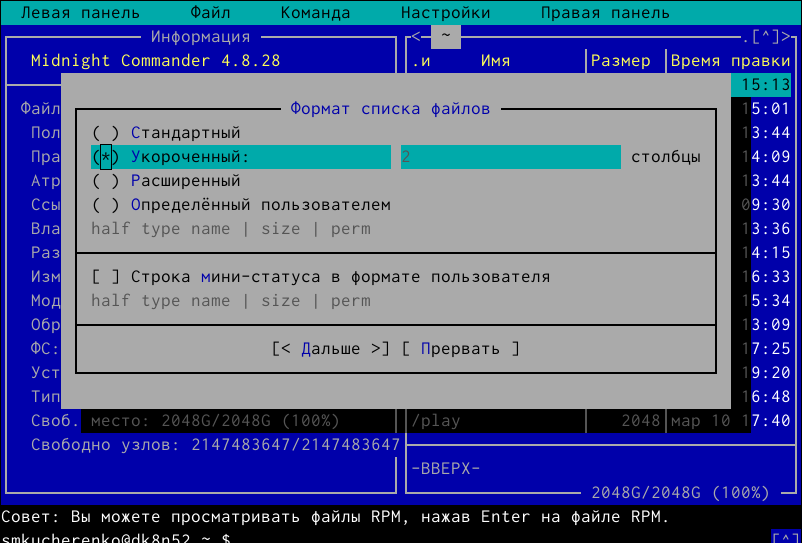 Левая панель Файл Команда Настройки Правая панель
Информация <- ~ .[^]>
Midnight Commander 4.8.28 .и Имя Размер Время правки
15:13
Формат списка файлов
Файл 15:01
( ) Стандартный
Пол 13:44
(*) Укороченный: 2 столбцы
Пра 14:09
( ) Расширенный
Атр 13:44
( ) Определённый пользователем
Ссы 09:30
half type name | size | perm
Вла 13:36
Раз 14:15
[ ] Строка мини-статуса в формате пользователя
Изм 16:33
half type name | size | perm
Мод 15:34
Обр 13:09
[< Дальше >] [ Прервать ]
ФС: 17:25
Уст 19:20
Тип 16:48
Своб. место: 2048G/2048G (100%) /play 2048 мар 10 17:40
Свободно узлов: 2147483647/2147483647
-ВВЕРХ-
2048G/2048G (100%)
Совет: Вы можете просматривать файлы RPM, нажав Enter на файле RPM.
smkucherenko@dk8n52 ~ $ [^]